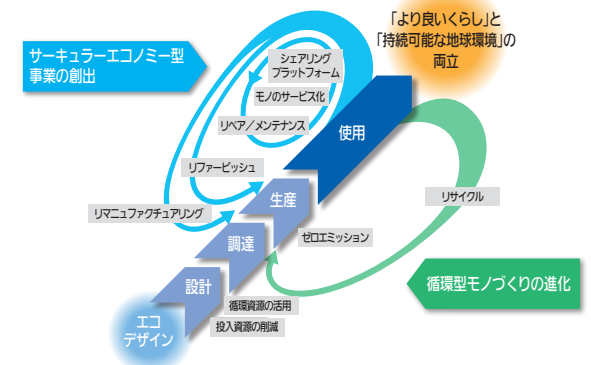 「より良いくらし」と
「持続可能な地球環境」の
両立
サーキュラーエコノミー型
事業の創出
シェアリング
プラットフォーム
モノのサービス化
リペア／メンテナンス
使用
リファービッシュ
生産
リサイクル
リマニュファクチュアリング
ゼロエミッション
調達
設計
循環型モノづくりの進化
循環資源の活用
投入資源の削減
エコ
デザイン